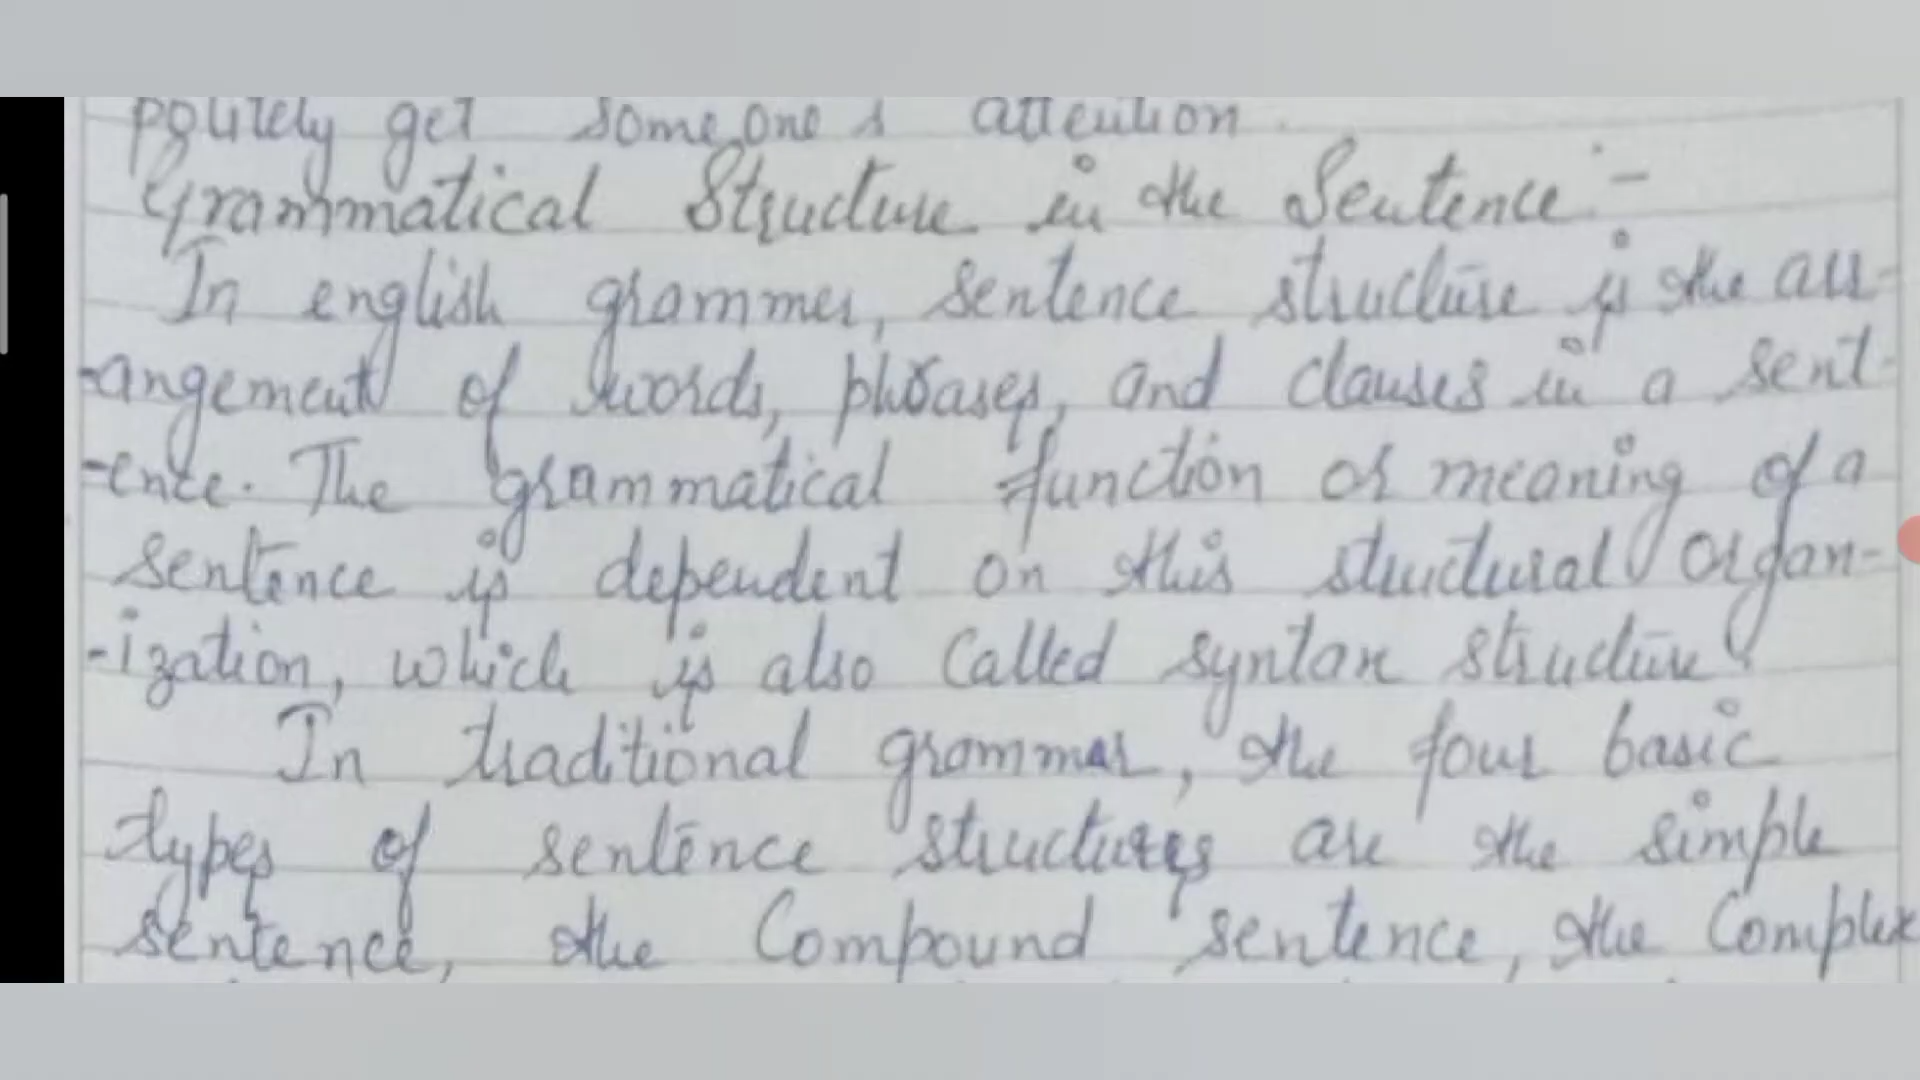 politely get someone's attention.
Grammatical Structure in the Sentence :-
In english grammer, sentence structure is the arr-
-angement of words, phrases, and clauses in a sent-
-ence. The grammatical function or meaning of a
sentence is dependent on this structural organ-
-ization, which is also called syntax structure.
In traditional grammar, the four basic
types of sentence structures are the simple
sentence, the Compound sentence, the Complex